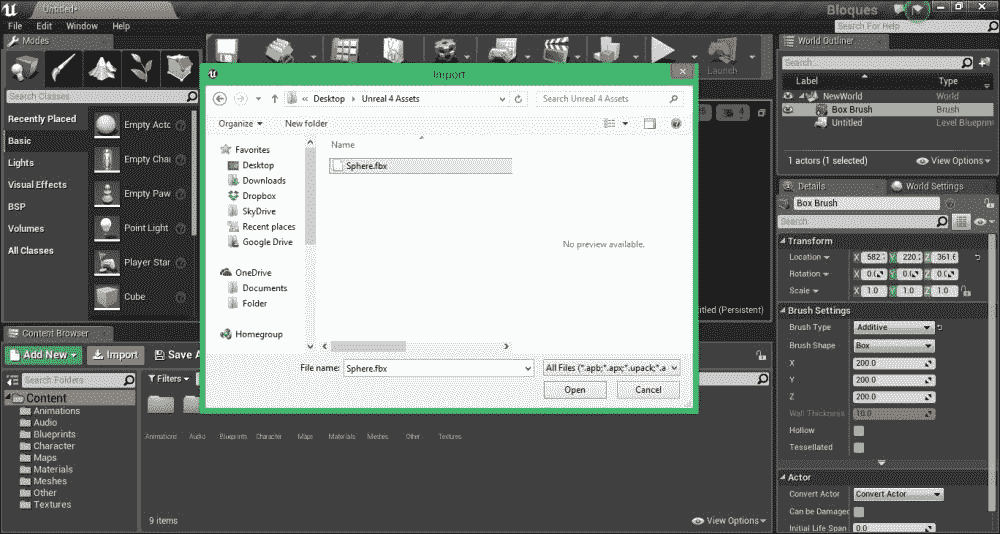 Untitled•
Bloques
File Edit Window Help
Search For Help
Modes
Launch
World Outliner
Search Classes
Search...
Label Type
NewWorld World
Box Brush Brush
Untitled Level Blueprint
1 actors (1 selected) View Options
Recently Placed
Basic
Lights
Visual Effects
BSP
Volumes
All Classes
Empty Acto
Empty Cha
Empty Paw
Point Light
Player Star
Cube
Import
« Desktop Unreal 4 Assets
Search Unreal 4 Assets
Organize New folder
Favorites
Desktop
Downloads
Dropbox
SkyDrive
Recent places
Google Drive
OneDrive
Documents
Folder
Homegroup
Name
Sphere.fbx
No preview available.
File name: Sphere.fbx
All Files (*.apb;*.apx;*.upack;*.a
Open Cancel
titled (Persistent)
Details World Settings
Box Brush
Search
Transform
Location X 582. Y 220. Z 361.6
Rotation X 0.0 Y 0.0 Z 0.0
Scale X 1.0 Y 1.0 Z 1.0
Brush Settings
Brush Type Additive
Brush Shape Box
X 200.0
Y 200.0
Z 200.0
Wall Thickness 10.0
Hollow
Tessellated
Actor
Convert Actor Convert Actor
Can be Damaged
Initial Life Span 0.0
Content Browser
Add New Import Save A
Search Folders
Filters
Content
Animations
Audio
Blueprints
Character
Maps
Materials
Meshes
Other
Textures
Animations Audio Blueprints Character Maps Materials Meshes Other Textures
9 items
View Options